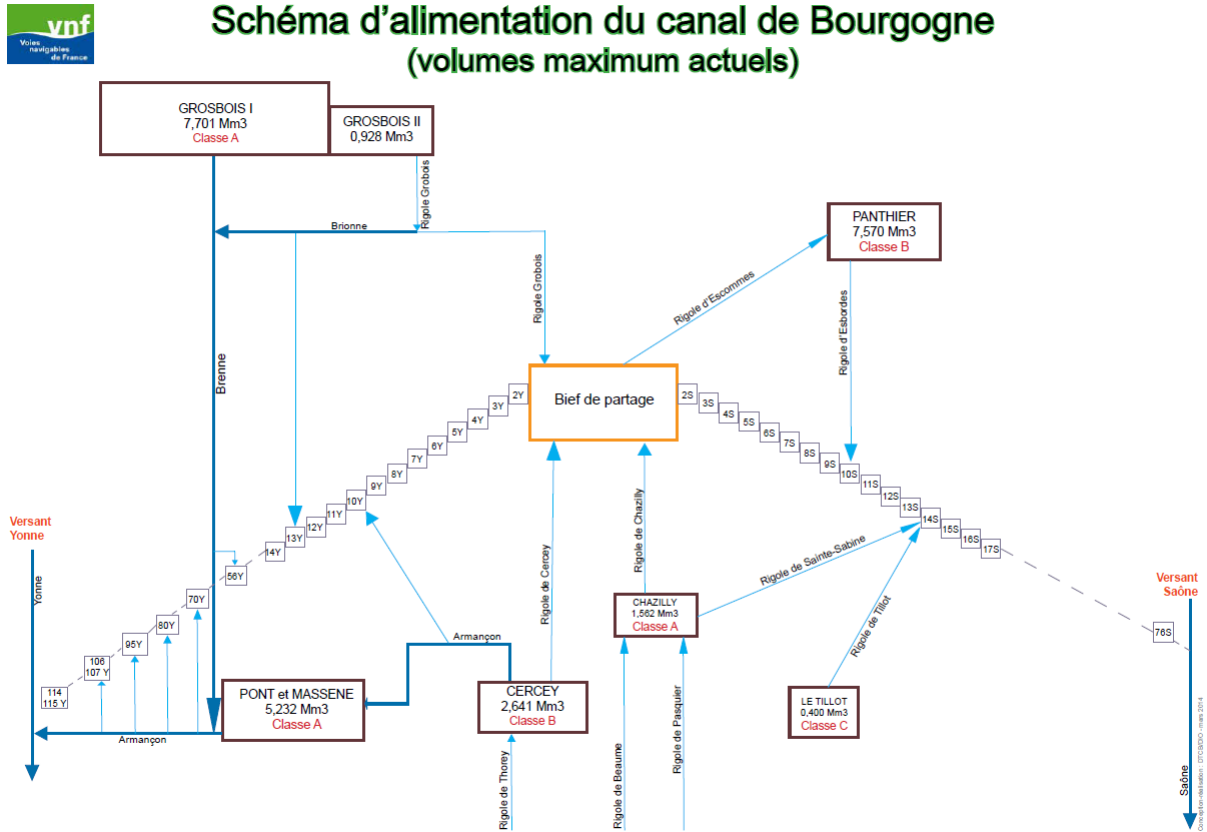 vnf
Voies
navigables
de France
Schéma d'alimentation du canal de Bourgogne
(volumes maximum actuels)
GROSBOIS I
7,701 Mm3
Classe A
GROSBOIS II
0,928 Mm3
Rigole Grobois
Brionne
Rigole Grobois
PANTHIER
7,570 Mm3
Classe B
Rigole d'Escommes
Rigole d'Esbordes
Brenne
Bief de partage
2Y
3Y
4Y
5Y
6Y
7Y
8Y
9Y
10Y
11Y
12Y
13Y
14Y
56Y
70Y
80Y
95Y
106
107 Y
114
115 Y
2S
3S
4S
5S
6S
7S
8S
9S
10S
11S
12S
13S
14S
15S
16S
17S
76S
Versant
Yonne
Yonne
Versant
Saône
Saône
Rigole de Cercey
Rigole de Chazilly
Rigole de Sainte-Sabine
Rigole de Tillot
CHAZILLY
1,562 Mm3
Classe A
Armançon
PONT et MASSENE
5,232 Mm3
Classe A
CERCEY
2,641 Mm3
Classe B
LE TILLOT
0,400 Mm3
Classe C
Armançon
Rigole de Thorey
Rigole de Beaume
Rigole de Pasquier